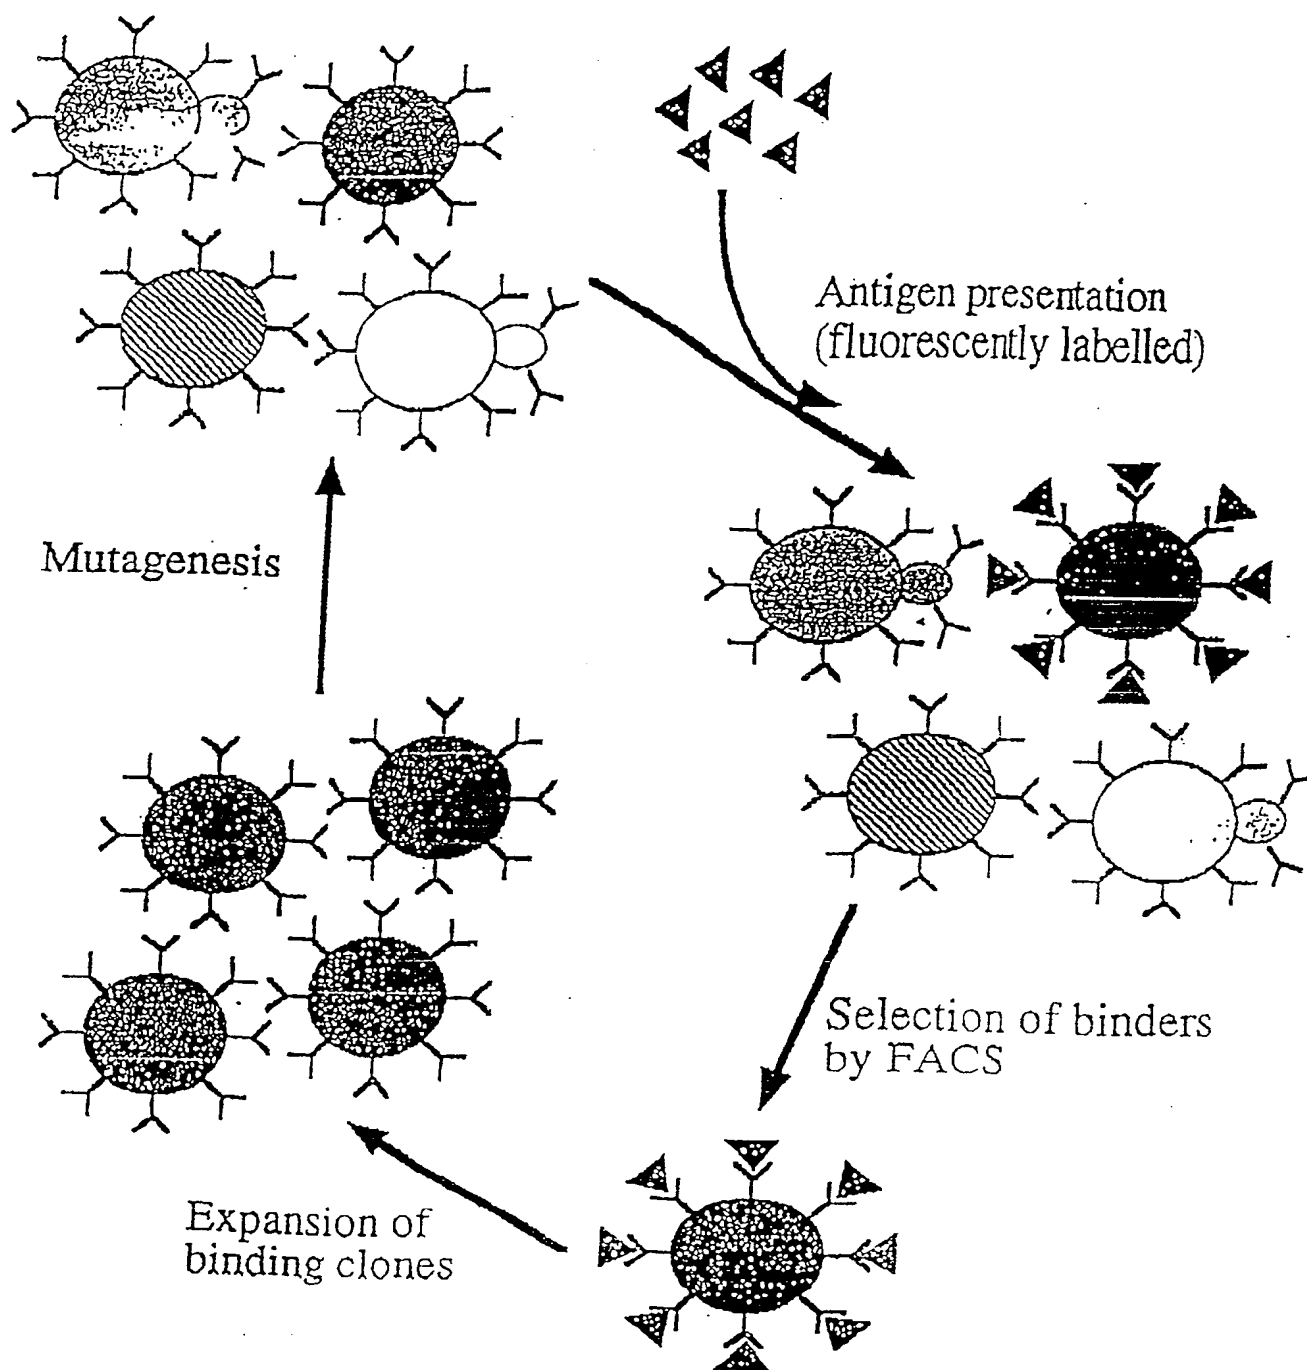 Antigen presentation
(fluorescently labelled)
Mutagenesis
Selection of binders
by FACS
Expansion of
binding clones